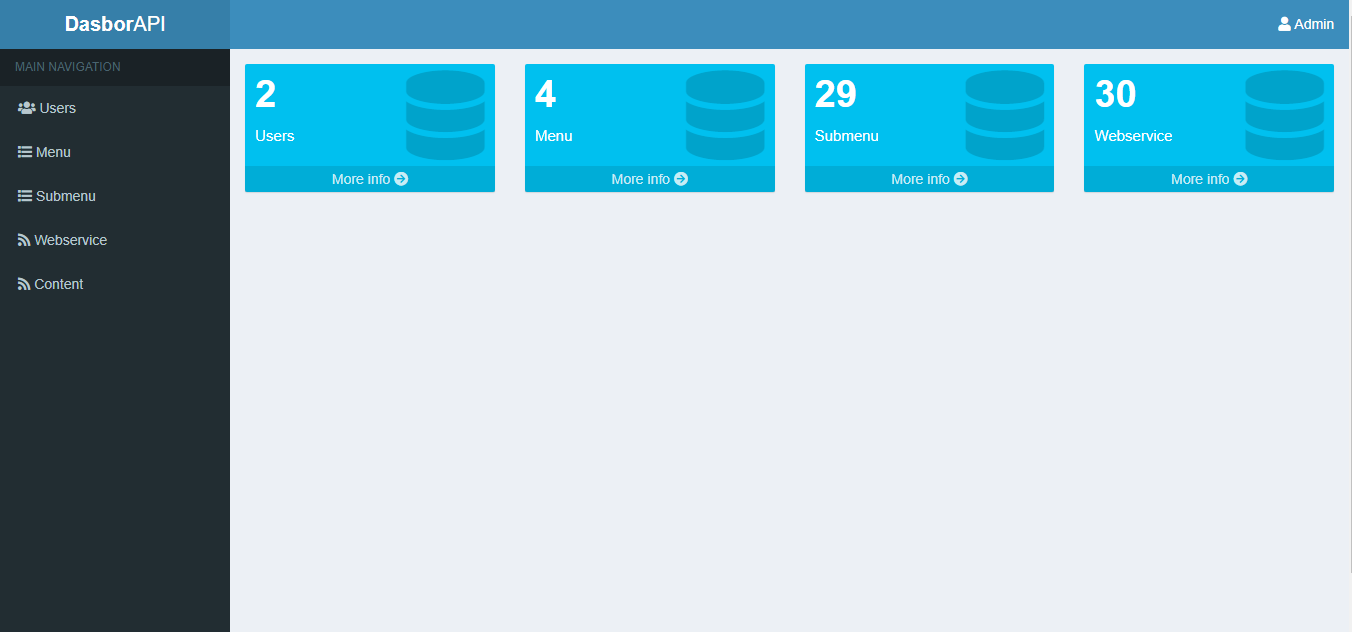 DasborAPI
Admin
MAIN NAVIGATION
Users
Menu
Submenu
Webservice
Content
2
Users
More info
4
Menu
More info
29
Submenu
More info
30
Webservice
More info